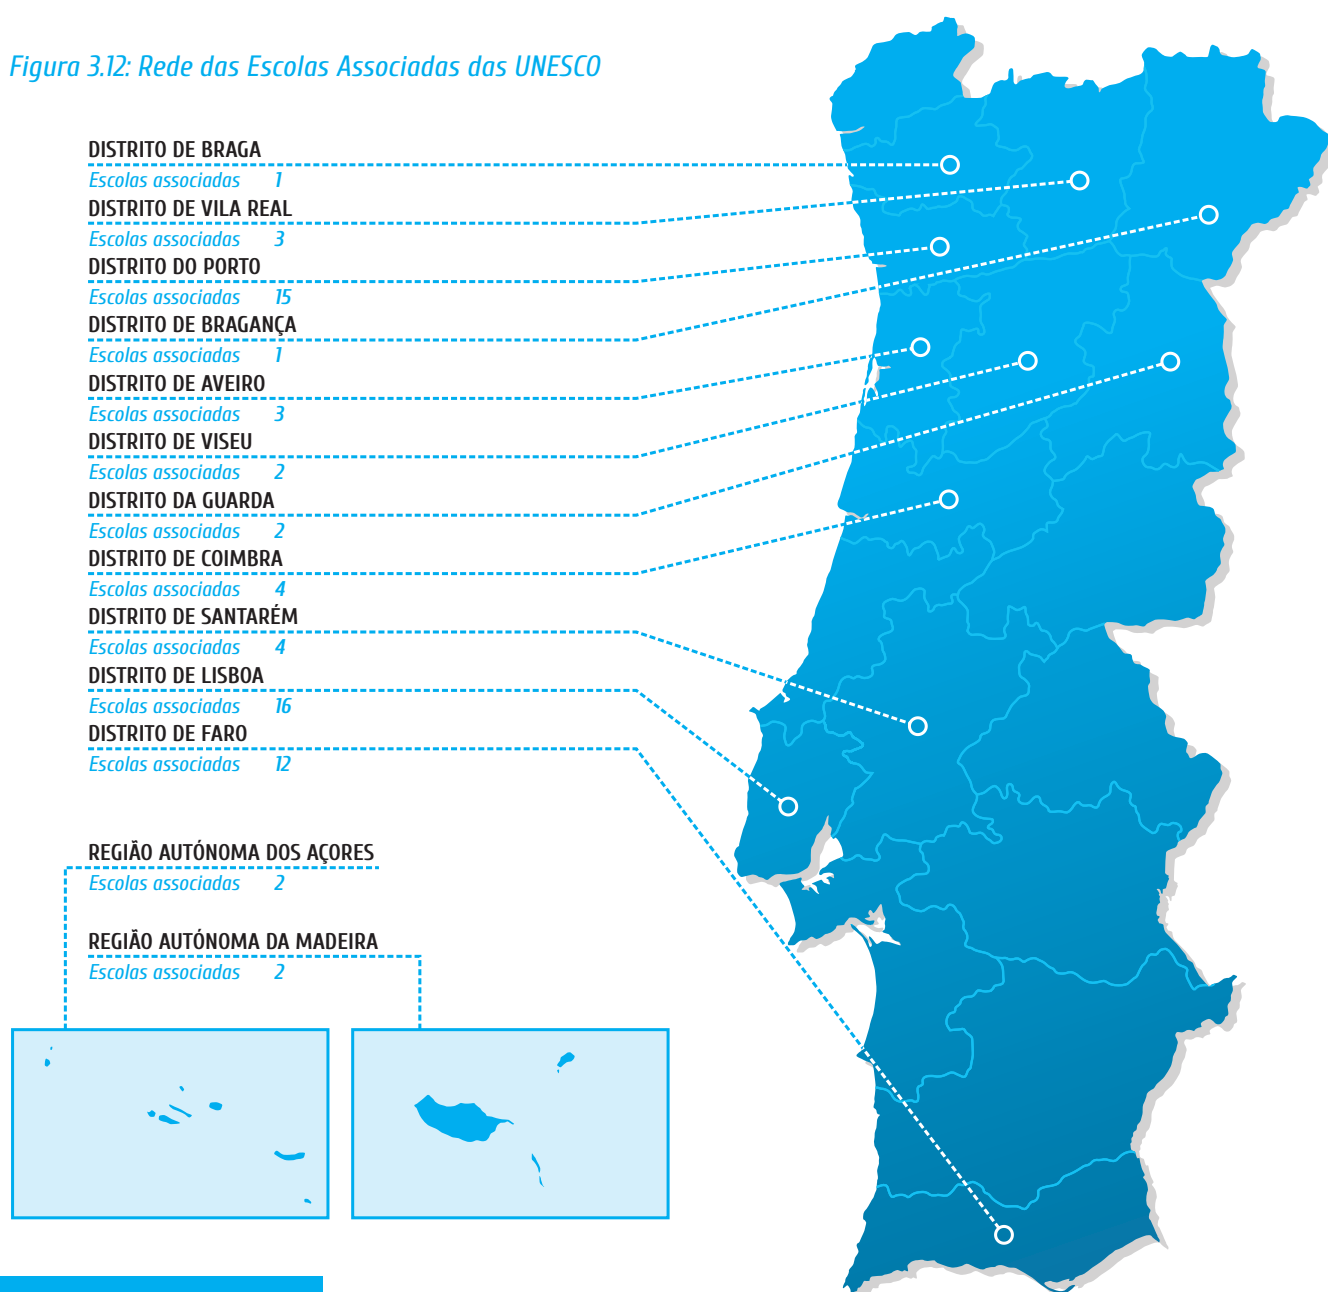 Figura 3.12: Rede das Escolas Associadas das UNESCO
DISTRITO DE BRAGA
Escolas associadas 1
DISTRITO DE VILA REAL
Escolas associadas 3
DISTRITO DO PORTO
Escolas associadas 15
DISTRITO DE BRAGANÇA
Escolas associadas 1
DISTRITO DE AVEIRO
Escolas associadas 3
DISTRITO DE VISEU
Escolas associadas 2
DISTRITO DA GUARDA
Escolas associadas 2
DISTRITO DE COIMBRA
Escolas associadas 4
DISTRITO DE SANTARÉM
Escolas associadas 4
DISTRITO DE LISBOA
Escolas associadas 16
DISTRITO DE FARO
Escolas associadas 12
REGIÃO AUTÓNOMA DOS AÇORES
Escolas associadas 2
REGIÃO AUTÓNOMA DA MADEIRA
Escolas associadas 2